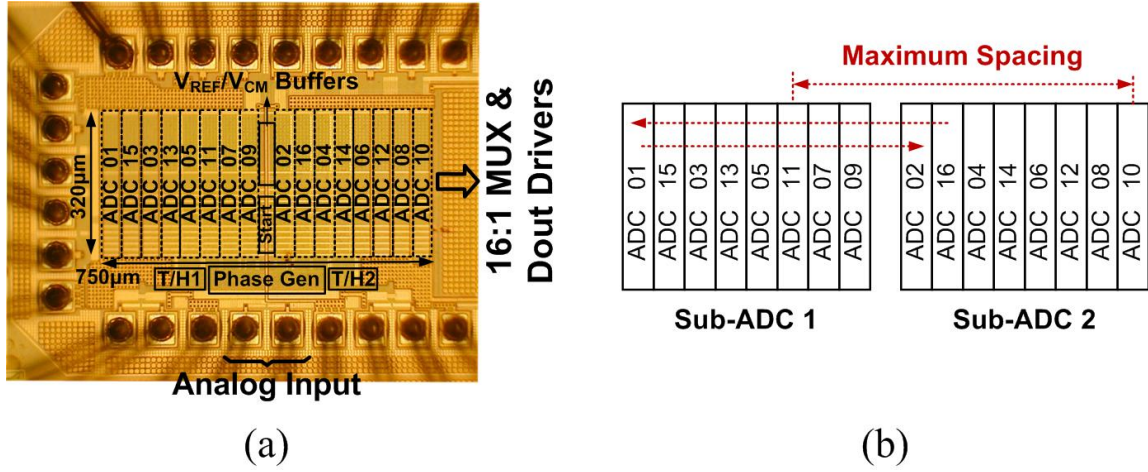 V_REF/V_CM Buffers
320μm
ADC 01
ADC 15
ADC 03
ADC 13
ADC 05
ADC 11
ADC 07
ADC 09
Start
ADC 02
ADC 16
ADC 04
ADC 14
ADC 06
ADC 12
ADC 08
ADC 10
750μm
T/H1
Phase Gen
T/H2
Analog Input
16:1 MUX &
Dout Drivers
(a)
Maximum Spacing
ADC 01
ADC 15
ADC 03
ADC 13
ADC 05
ADC 11
ADC 07
ADC 09
ADC 02
ADC 16
ADC 04
ADC 14
ADC 06
ADC 12
ADC 08
ADC 10
Sub-ADC 1
Sub-ADC 2
(b)